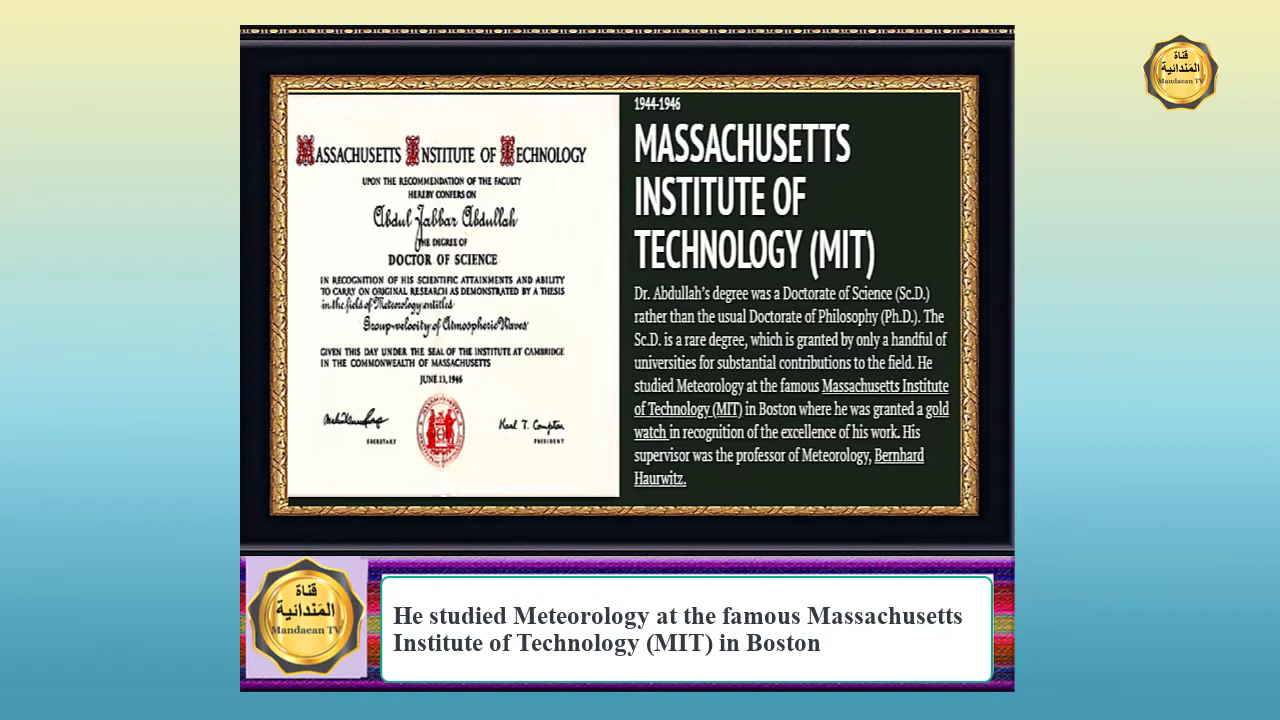 قناة
المندائية
Mandaean TV
MASSACHUSETTS INSTITUTE OF TECHNOLOGY
UPON THE RECOMMENDATION OF THE FACULTY
HEREBY CONFERS ON
Abdul Jabbar Abdullah
THE DEGREE OF
DOCTOR OF SCIENCE
IN RECOGNITION OF HIS SCIENTIFIC ATTAINMENTS AND ABILITY
TO CARRY ON ORIGINAL RESEARCH AS DEMONSTRATED BY A THESIS
in the field of Meteorology entitled
Group-velocity of Atmospheric Waves
GIVEN THIS DAY UNDER THE SEAL OF THE INSTITUTE AT CAMBRIDGE
IN THE COMMONWEALTH OF MASSACHUSETTS
JUNE 13, 1946
SECRETARY
Karl T. Compton
PRESIDENT
1944-1946
MASSACHUSETTS
INSTITUTE OF
TECHNOLOGY (MIT)
Dr. Abdullah's degree was a Doctorate of Science (Sc.D.)
rather than the usual Doctorate of Philosophy (Ph.D.). The
Sc.D. is a rare degree, which is granted by only a handful of
universities for substantial contributions to the field. He
studied Meteorology at the famous Massachusetts Institute
of Technology (MIT) in Boston where he was granted a gold
watch in recognition of the excellence of his work. His
supervisor was the professor of Meteorology, Bernhard
Haurwitz.
قناة
المندائية
Mandaean TV
He studied Meteorology at the famous Massachusetts
Institute of Technology (MIT) in Boston